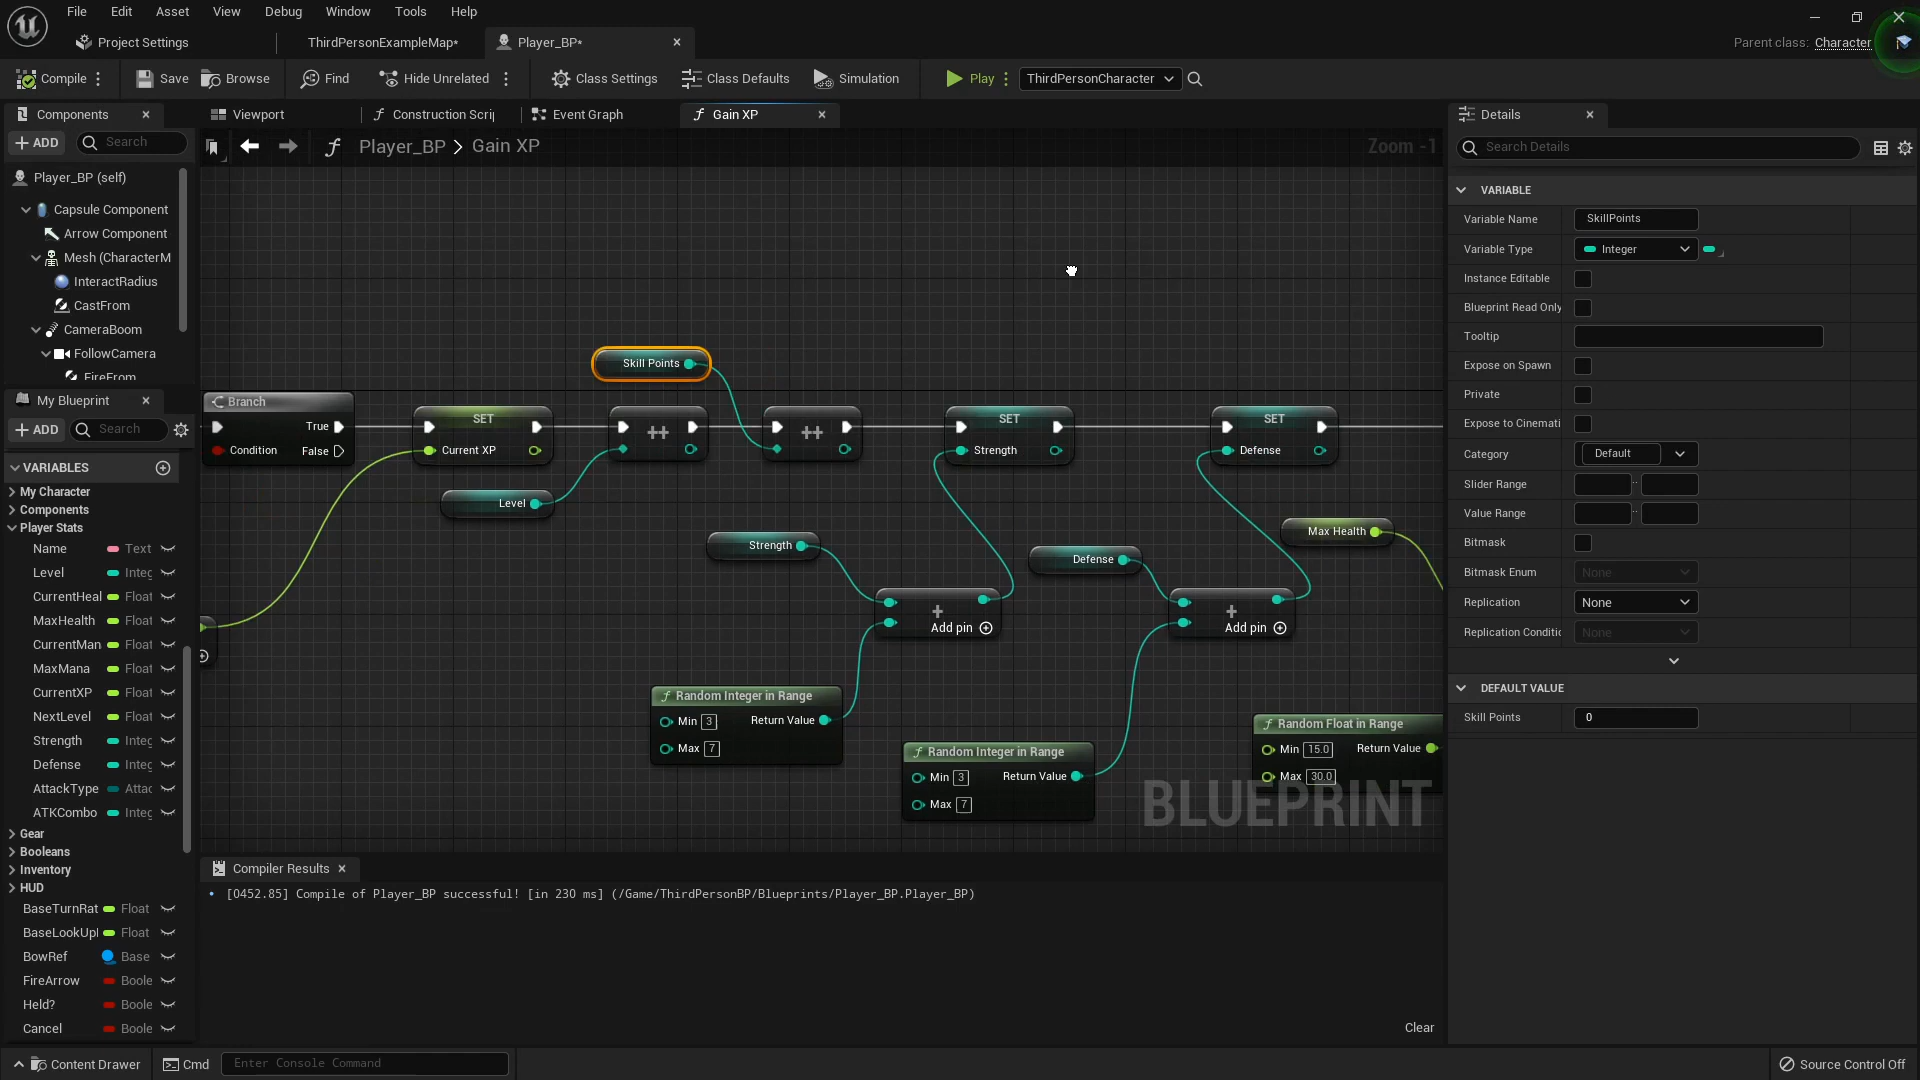 File Edit Asset View Debug Window Tools Help
Project Settings ThirdPersonExampleMap* Player_BP* Parent class: Character
Compile Save Browse Find Hide Unrelated Class Settings Class Defaults Simulation Play ThirdPersonCharacter
Components
ADD Search
Player_BP (self)
Capsule Component
Arrow Component
Mesh (CharacterM
InteractRadius
CastFrom
CameraBoom
FollowCamera
FireFrom
My Blueprint
ADD Search
VARIABLES
My Character
Components
Player Stats
Name Text
Level Integ
CurrentHeal Float
MaxHealth Float
CurrentMan Float
MaxMana Float
CurrentXP Float
NextLevel Float
Strength Integ
Defense Integ
AttackType Attac
ATKCombo Integ
Gear
Booleans
Inventory
HUD
BaseTurnRat Float
BaseLookUpl Float
BowRef Base
FireArrow Boole
Held? Boole
Cancel Boole
Viewport Construction Scrip Event Graph Gain XP
Player_BP > Gain XP Zoom -1
Skill Points
Branch
True
Condition False
SET
Current XP
++
++
SET
Strength
SET
Defense
Level
Max Health
Strength
Defense
+
Add pin
+
Add pin
Random Integer in Range
Min 3 Return Value
Max 7
Random Integer in Range
Min 3 Return Value
Max 7
Random Float in Range
Min 15.0 Return Value
Max 30.0
BLUEPRINT
Compiler Results
[0452.85] Compile of Player_BP successful! [in 230 ms] (/Game/ThirdPersonBP/Blueprints/Player_BP.Player_BP)
Clear
Details
Search Details
VARIABLE
Variable Name SkillPoints
Variable Type Integer
Instance Editable
Blueprint Read Only
Tooltip
Expose on Spawn
Private
Expose to Cinemati
Category Default
Slider Range
Value Range
Bitmask
Bitmask Enum None
Replication None
Replication Conditic None
DEFAULT VALUE
Skill Points 0
Content Drawer Cmd Enter Console Command Source Control Off